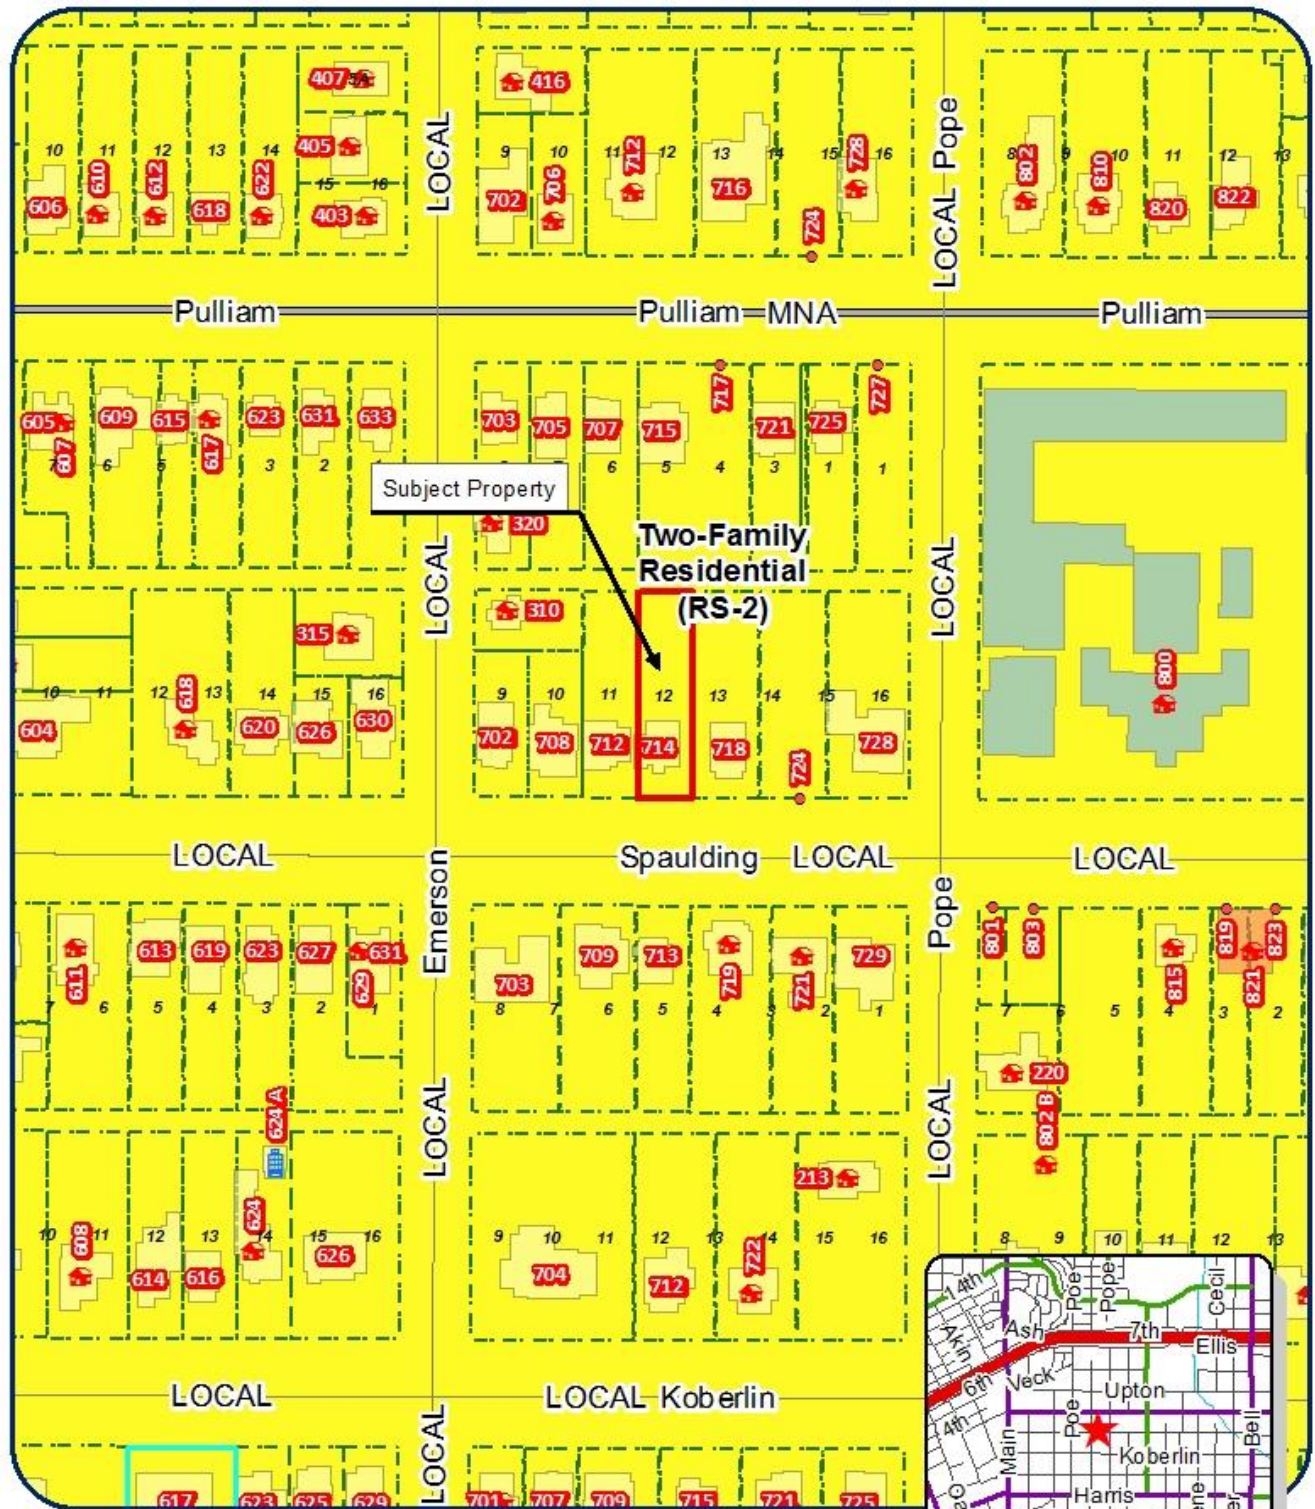 407 5A
416
405
10 11 12 13 14
9 10 11 712 12 13 14 15 728 16
8 802 9 810 10 11 12 13
LOCAL
LOCAL Pope
606 610 612 618 622
15 16
403
702 706 716 724
820 822
Pulliam
Pulliam MNA
Pulliam
605 607 609 615 617 623 631 633
703 705 707 715 717 721 725 727
7 6 5 3 2 1
6 5 4 3 1 1
Subject Property
320
Two-Family
Residential
(RS-2)
LOCAL
LOCAL
310
315
10 11 12 618 13 14 15 16
9 10 11 12 13 14 15 16
800
604 620 626 630
702 708 712 714 718 724 728
LOCAL
Spaulding LOCAL
LOCAL
Emerson
Pope
611 613 619 623 627 629 631
703 709 713 719 721 729
801 803 815 819 821 823
7 6 5 4 3 2 1
8 7 6 5 4 3 2 1
7 6 5 4 3 2
220
624 A
802 B
LOCAL
LOCAL
213
10 608 11 12 13 624 14 15 16
9 10 11 12 13 722 14 15 16
8 9 10 11 12 13
614 616 626
704 712
LOCAL
LOCAL Koberlin
LOCAL
617 623 625 629
701 707 709 715 721 725
14th
Poe
Pope
Cecil
Akin
Ash
7th
Ellis
6th
Veck
Upton
4th
Poe
Bell
Main
Koberlin
Harris